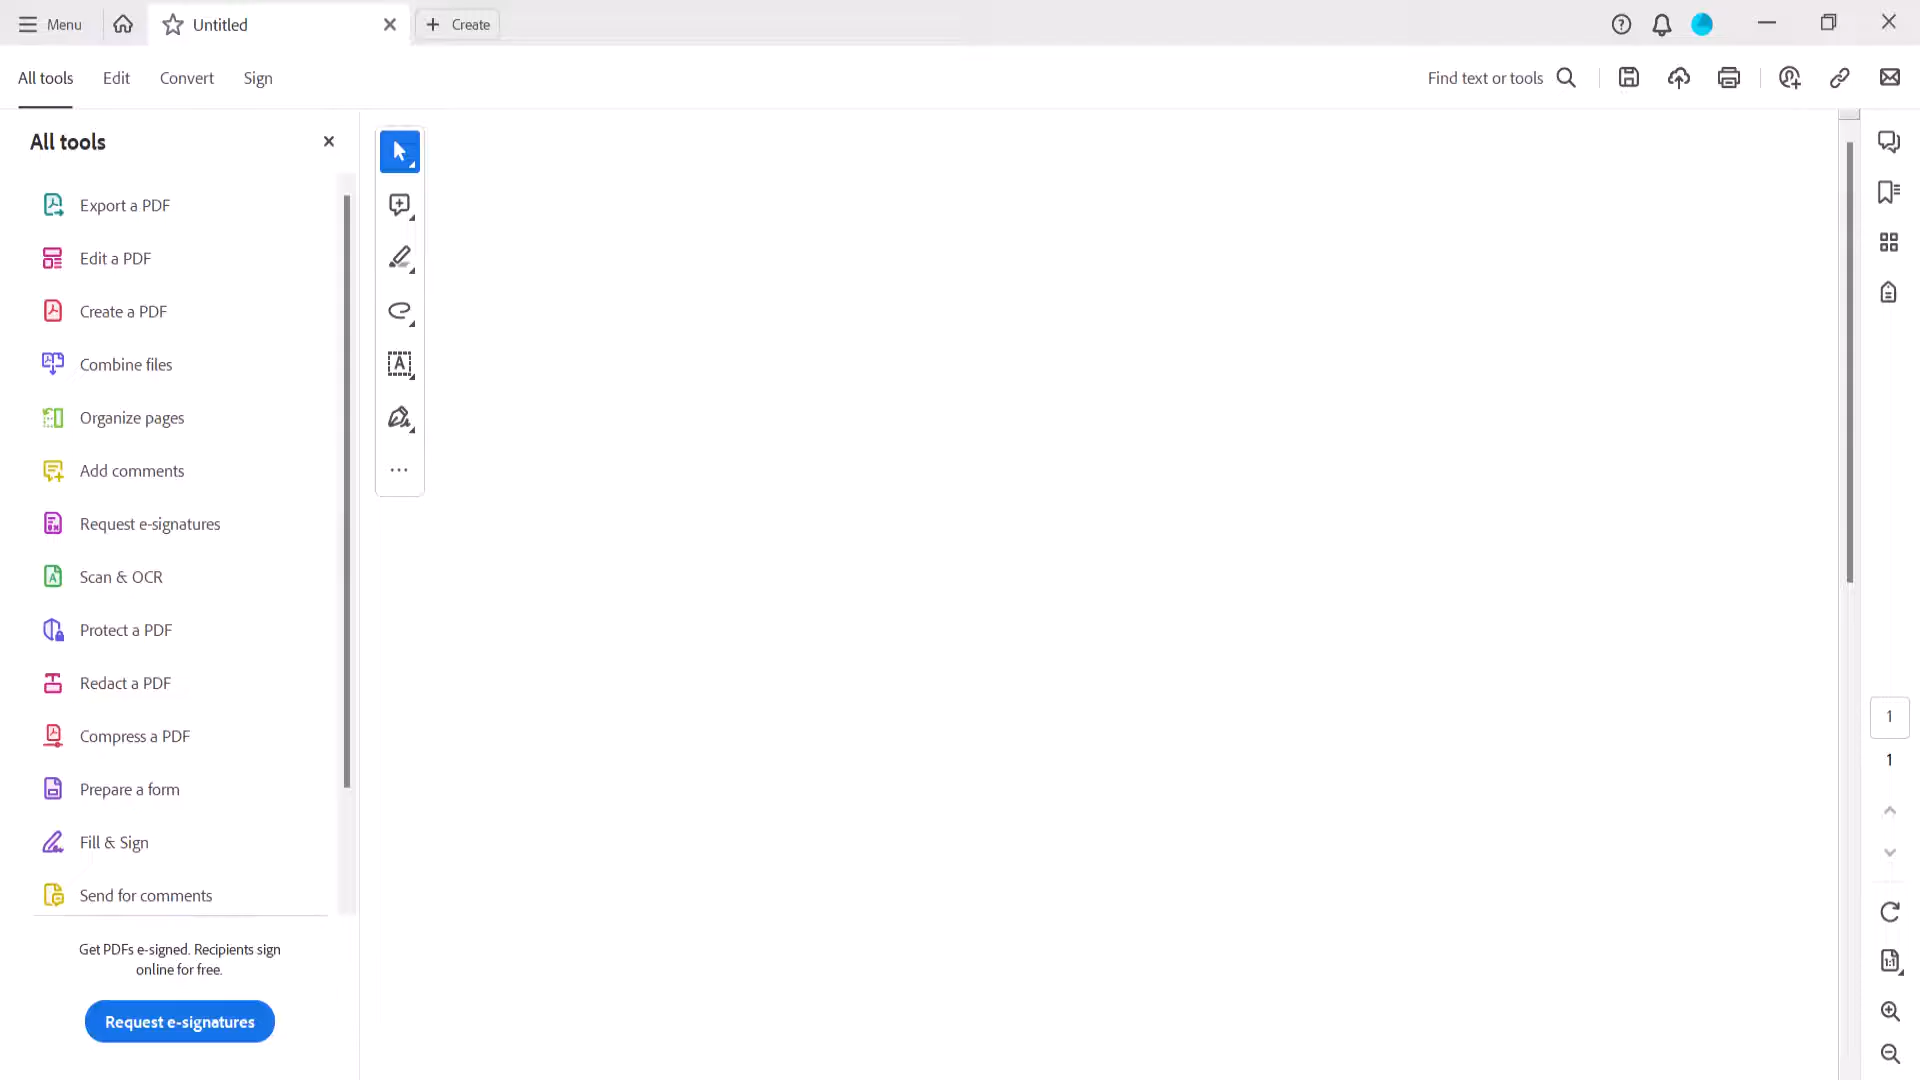 Menu
Untitled
Create
All tools
Edit
Convert
Sign
Find text or tools
All tools
Export a PDF
Edit a PDF
Create a PDF
Combine files
Organize pages
Add comments
Request e-signatures
Scan & OCR
Protect a PDF
Redact a PDF
Compress a PDF
Prepare a form
Fill & Sign
Send for comments
Get PDFs e-signed. Recipients sign
online for free.
Request e-signatures
1
1